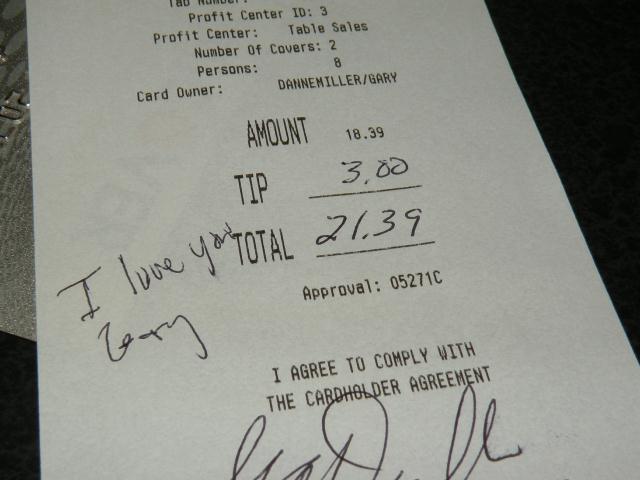 Tab Number:
Profit Center ID: 3
Profit Center: Table Sales
Number Of Covers: 2
Persons: 8
Card Owner: DANNEMILLER/GARY
AMOUNT 18.39
TIP 3.00
TOTAL 21.39
I love you
Gary
Approval: 05271C
I AGREE TO COMPLY WITH
THE CARDHOLDER AGREEMENT